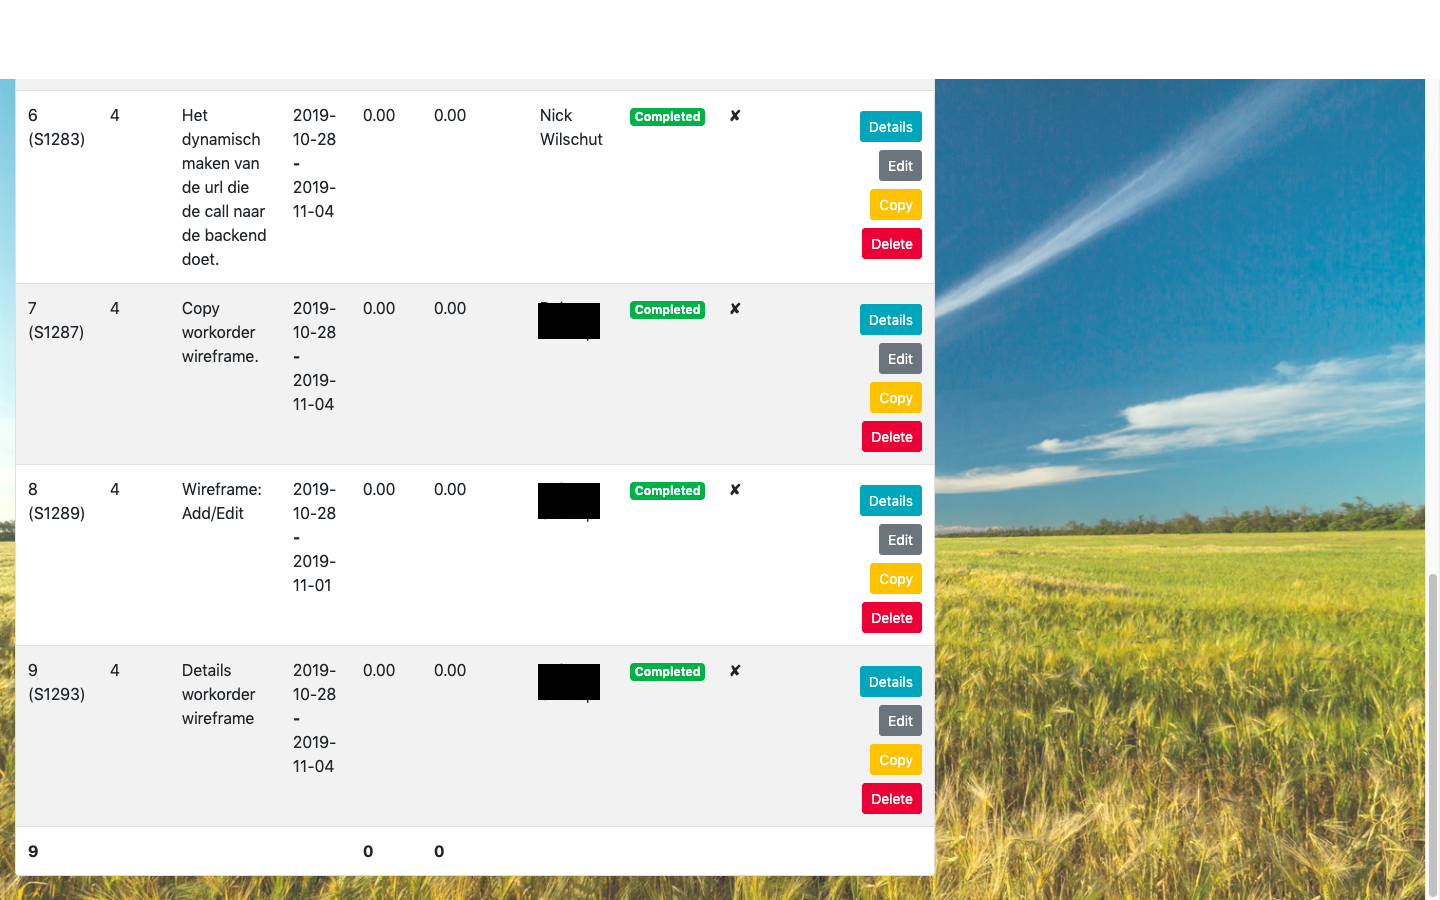 6 4 Het 2019- 0.00 0.00 Nick Completed ✘ Details
(S1283) dynamisch 10-28 Wilschut
maken van - Edit
de url die 2019-
de call naar 11-04 Copy
de backend Delete
doet.
7 4 Copy 2019- 0.00 0.00 Completed ✘ Details
(S1287) workorder 10-28
wireframe. - Edit
2019-
11-04 Copy
Delete
8 4 Wireframe: 2019- 0.00 0.00 Completed ✘ Details
(S1289) Add/Edit 10-28
- Edit
2019-
11-01 Copy
Delete
9 4 Details 2019- 0.00 0.00 Completed ✘ Details
(S1293) workorder 10-28
wireframe - Edit
2019-
11-04 Copy
Delete
9 0 0